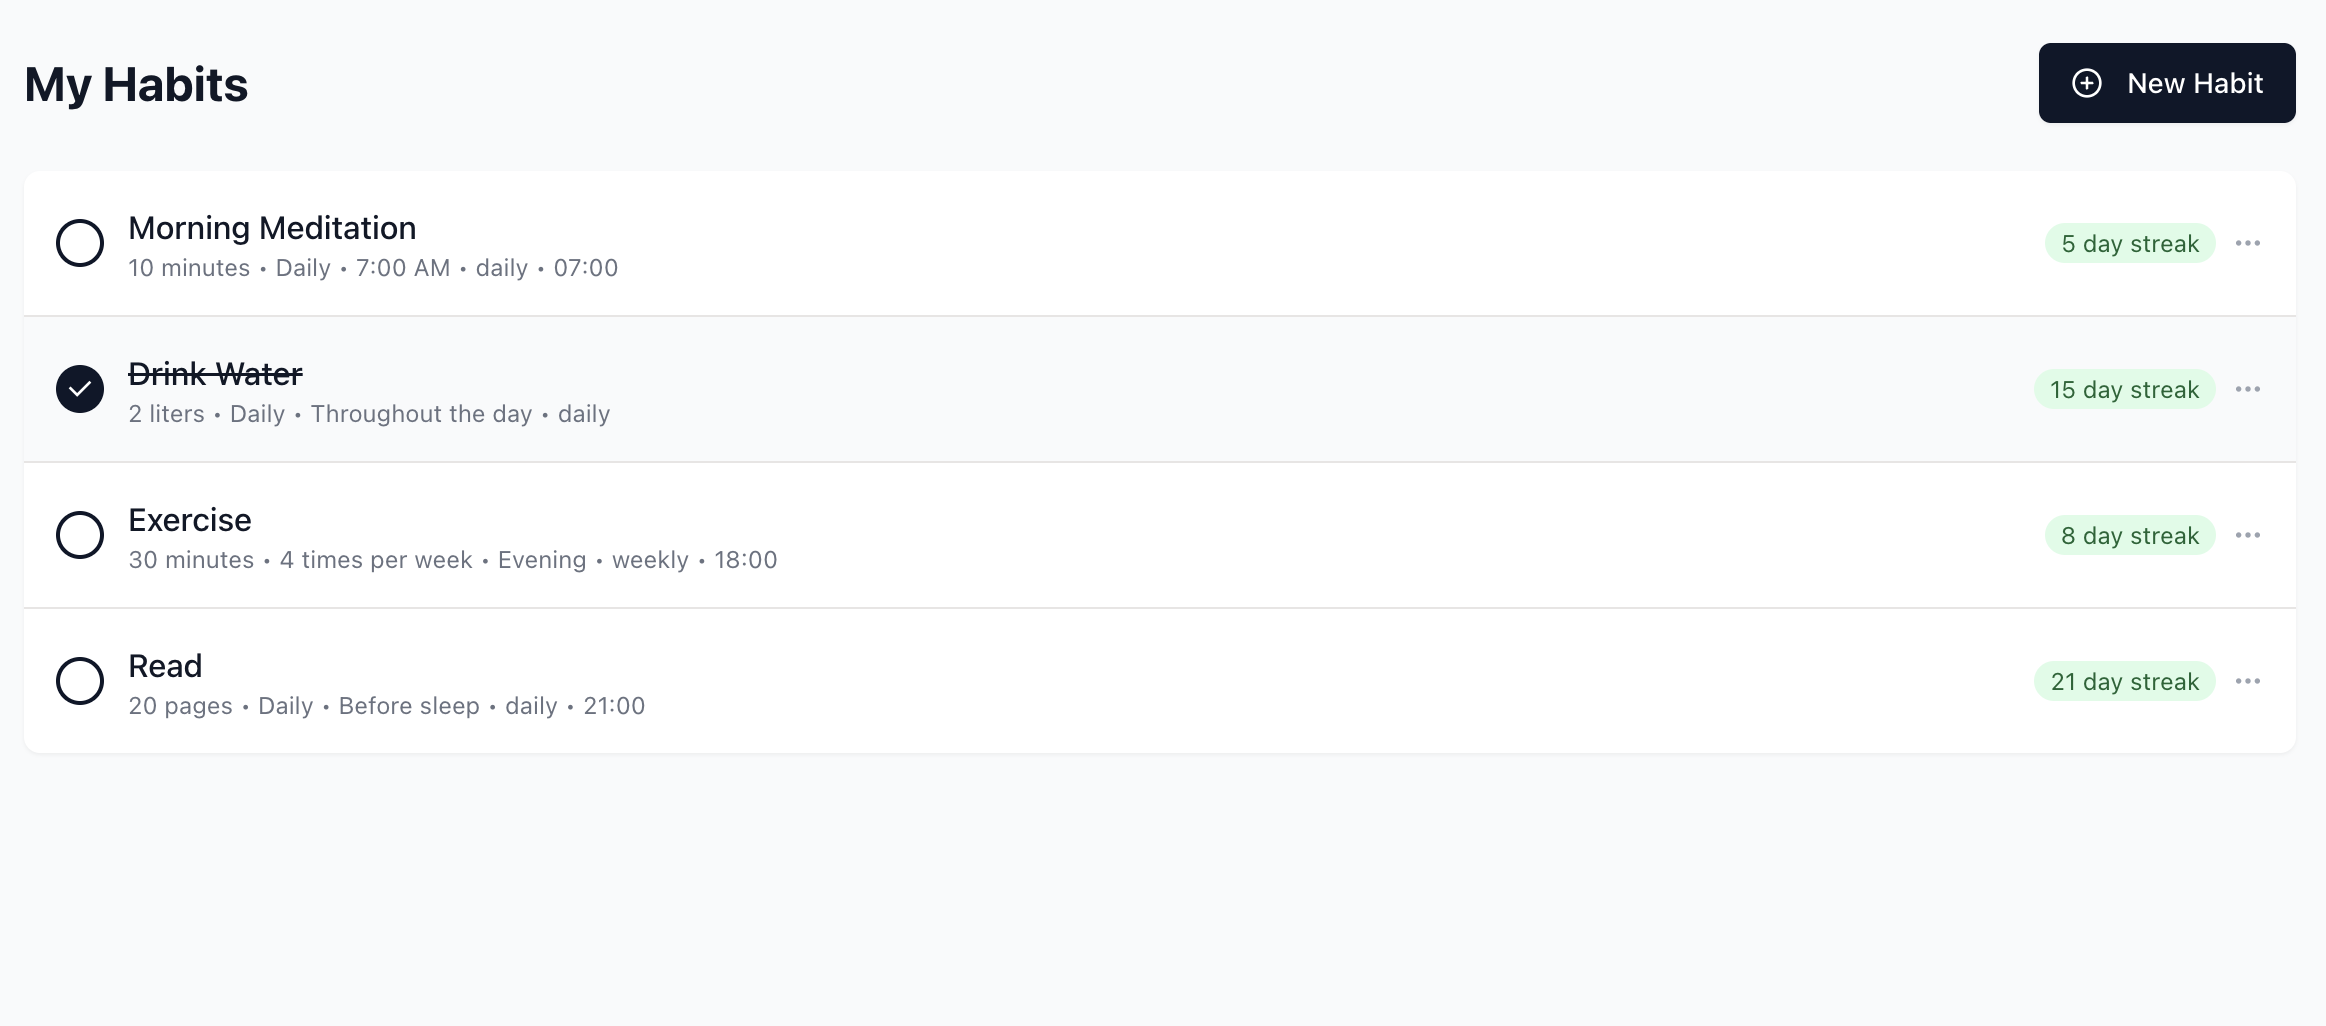 My Habits
New Habit
Morning Meditation
10 minutes • Daily • 7:00 AM • daily • 07:00
5 day streak
Drink Water
2 liters • Daily • Throughout the day • daily
15 day streak
Exercise
30 minutes • 4 times per week • Evening • weekly • 18:00
8 day streak
Read
20 pages • Daily • Before sleep • daily • 21:00
21 day streak